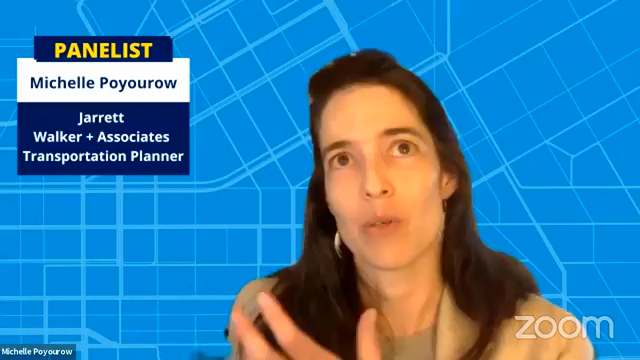 PANELIST
Michelle Poyourow
Jarrett
Walker + Associates
Transportation Planner
zoom
Michelle Poyourow